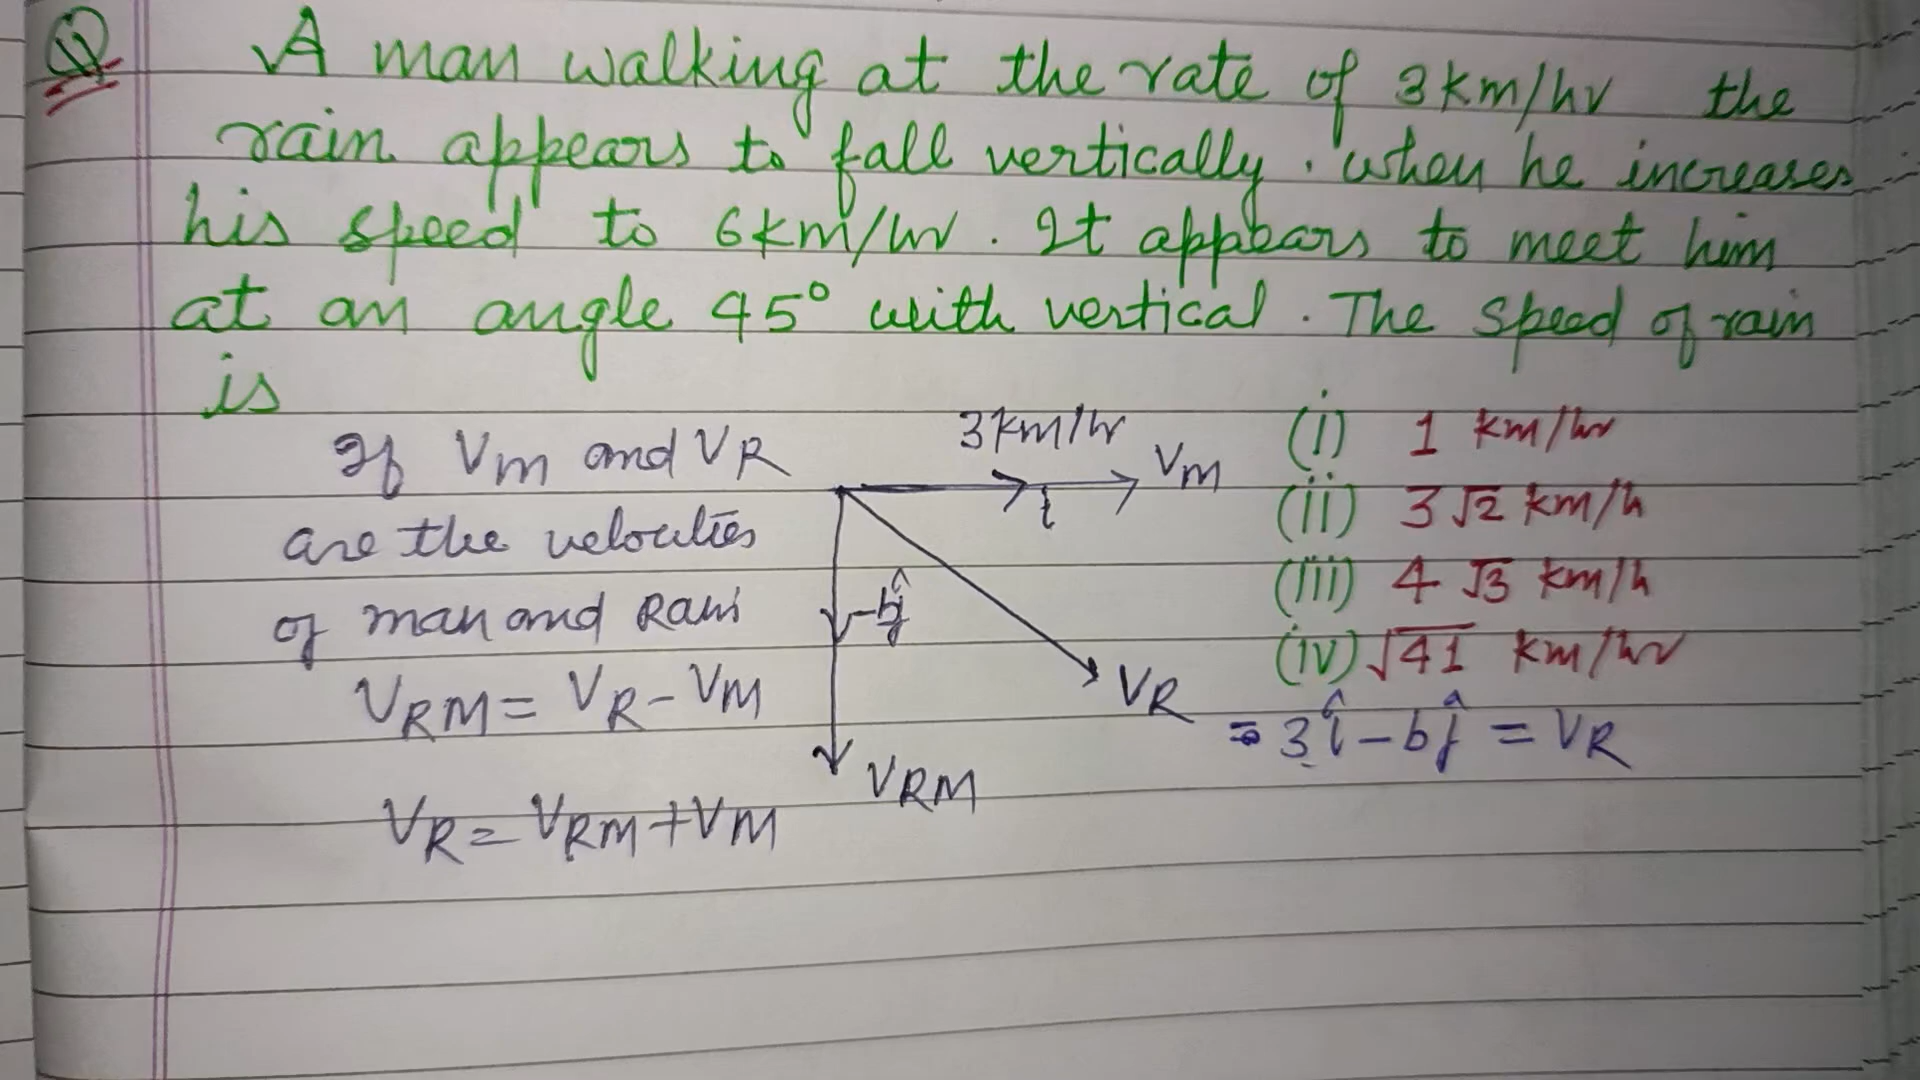 Q A man walking at the rate of 3km/hr the
rain appears to fall vertically. when he increases
his speed to 6km/hr. It appears to meet him
at an angle 45° with vertical. The speed of rain
is
If Vm and VR
are the velocities
of man and Rain
VRM = VR - VM
VR = VRM + VM
3km/hr
VM
î
-bĵ
VR
VRM
(i) 1 km/hr
(ii) 3√2 km/h
(iii) 4√3 km/h
(iv) √41 km/hr
= 3î - bĵ = VR